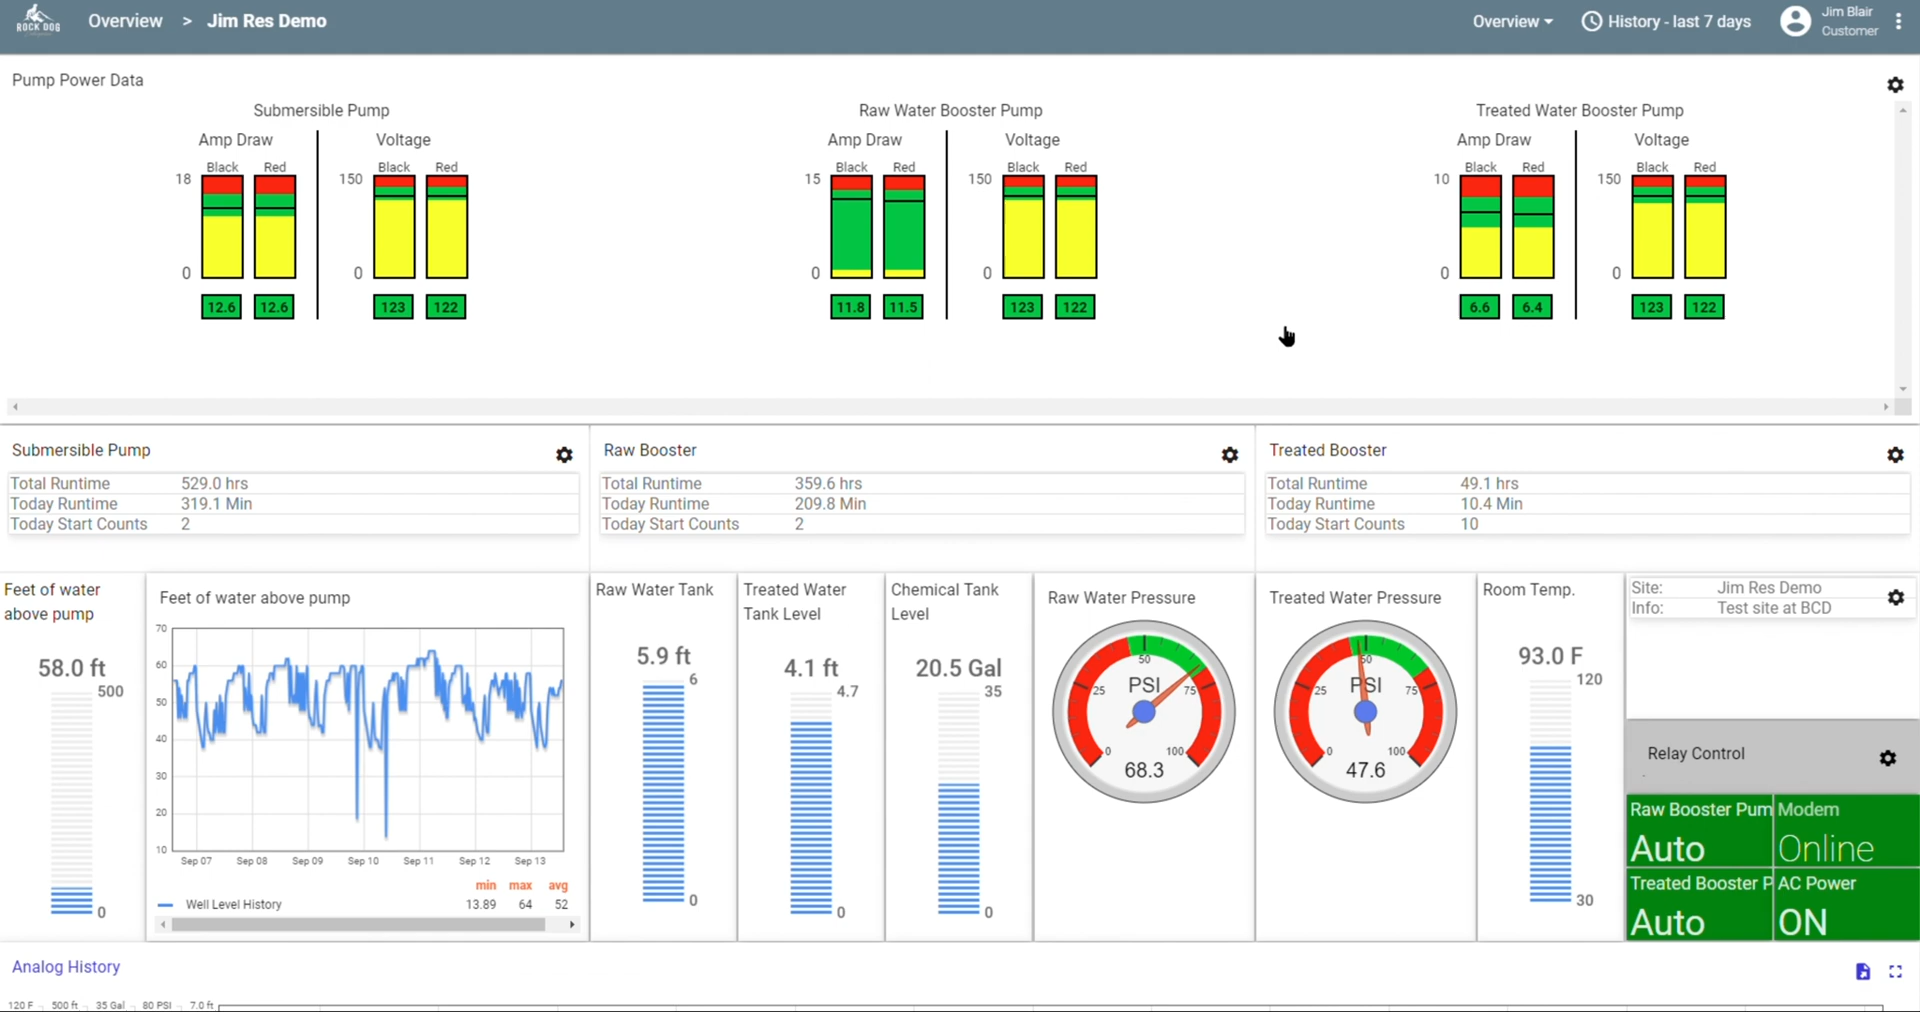 ROCK DOG
Overview > Jim Res Demo
Overview
History - last 7 days
Jim Blair
Customer
Pump Power Data
Submersible Pump
Amp Draw
Voltage
Black Red
Black Red
18
150
0
0
12.6 12.6
123 122
Raw Water Booster Pump
Amp Draw
Voltage
Black Red
Black Red
15
150
0
0
11.8 11.5
123 122
Treated Water Booster Pump
Amp Draw
Voltage
Black Red
Black Red
10
150
0
0
6.6 6.4
123 122
Submersible Pump
Total Runtime 529.0 hrs
Today Runtime 319.1 Min
Today Start Counts 2
Raw Booster
Total Runtime 359.6 hrs
Today Runtime 209.8 Min
Today Start Counts 2
Treated Booster
Total Runtime 49.1 hrs
Today Runtime 10.4 Min
Today Start Counts 10
Feet of water
above pump
58.0 ft
500
0
Feet of water above pump
70
60
50
40
30
20
10
Sep 07 Sep 08 Sep 09 Sep 10 Sep 11 Sep 12 Sep 13
min max avg
Well Level History 13.89 64 52
Raw Water Tank
5.9 ft
6
0
Treated Water
Tank Level
4.1 ft
4.7
0
Chemical Tank
Level
20.5 Gal
35
0
Raw Water Pressure
50
PSI
25 75
0 100
68.3
Treated Water Pressure
50
PSI
25 75
0 100
47.6
Room Temp.
93.0 F
120
30
Site: Jim Res Demo
Info: Test site at BCD
Relay Control
Raw Booster Pum
Auto
Modem
Online
Treated Booster P
Auto
AC Power
ON
Analog History
120 F 500 ft 35 Gal 80 PSI 7.0 ft